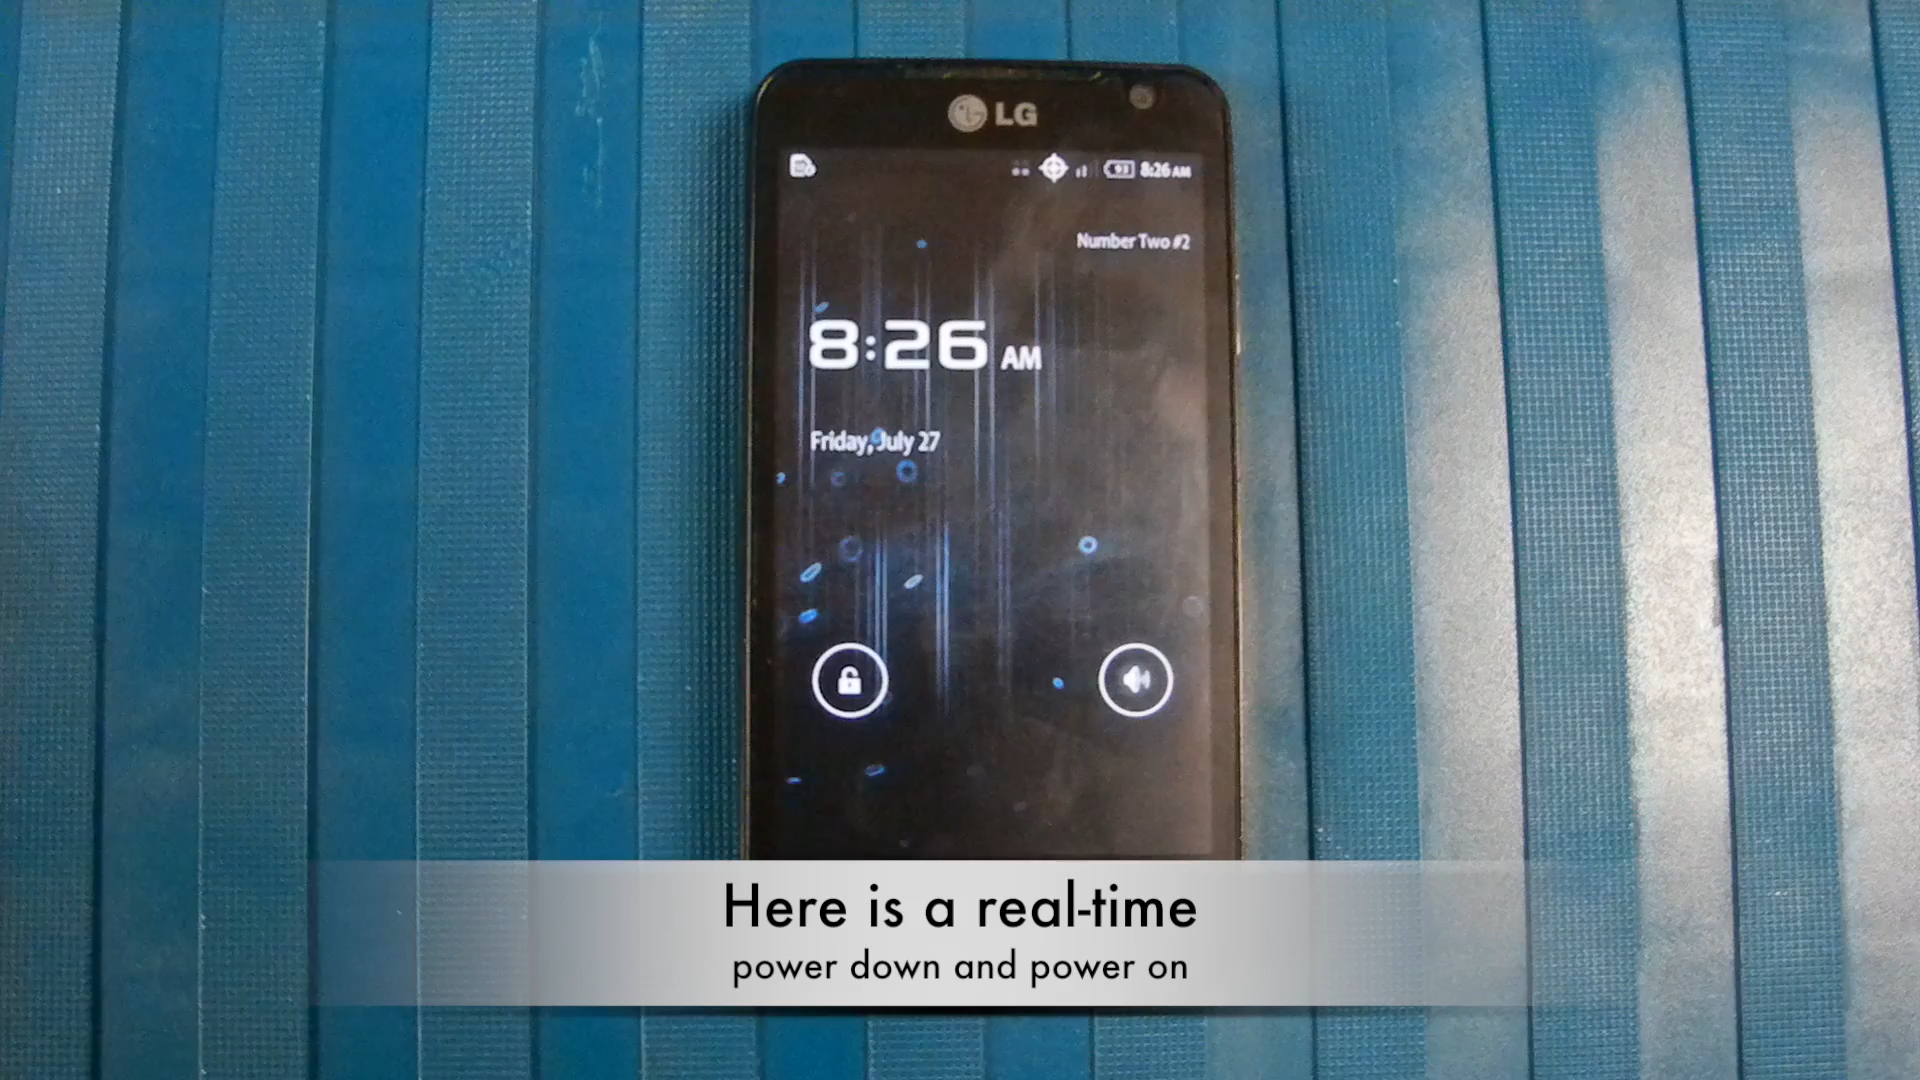 LG
93 8:26 AM
Number Two #2
8:26 AM
Friday, July 27
Here is a real-time
power down and power on